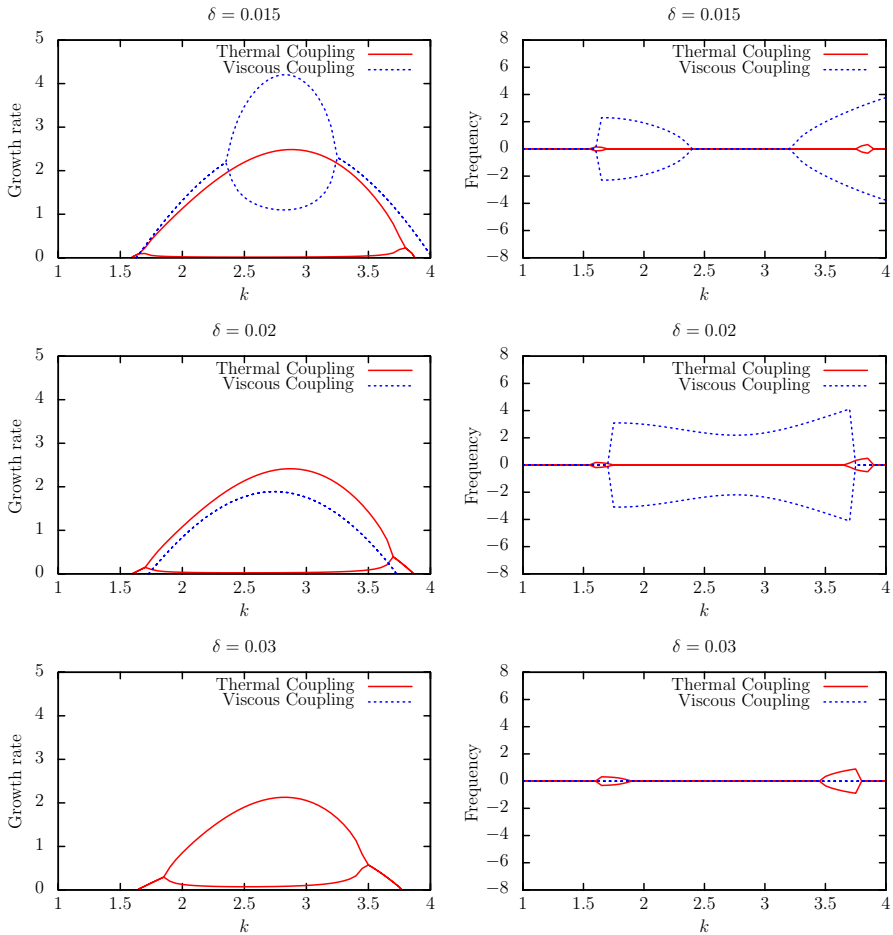 δ = 0.015
5
4
3
2
1
0
Growth rate
Thermal Coupling
Viscous Coupling
1
1.5
2
2.5
3
3.5
4
k
δ = 0.015
8
6
4
2
0
−2
−4
−6
−8
Frequency
Thermal Coupling
Viscous Coupling
1
1.5
2
2.5
3
3.5
4
k
δ = 0.02
5
4
3
2
1
0
Growth rate
Thermal Coupling
Viscous Coupling
1
1.5
2
2.5
3
3.5
4
k
δ = 0.02
8
6
4
2
0
−2
−4
−6
−8
Frequency
Thermal Coupling
Viscous Coupling
1
1.5
2
2.5
3
3.5
4
k
δ = 0.03
5
4
3
2
1
0
Growth rate
Thermal Coupling
Viscous Coupling
1
1.5
2
2.5
3
3.5
4
k
δ = 0.03
8
6
4
2
0
−2
−4
−6
−8
Frequency
Thermal Coupling
Viscous Coupling
1
1.5
2
2.5
3
3.5
4
k